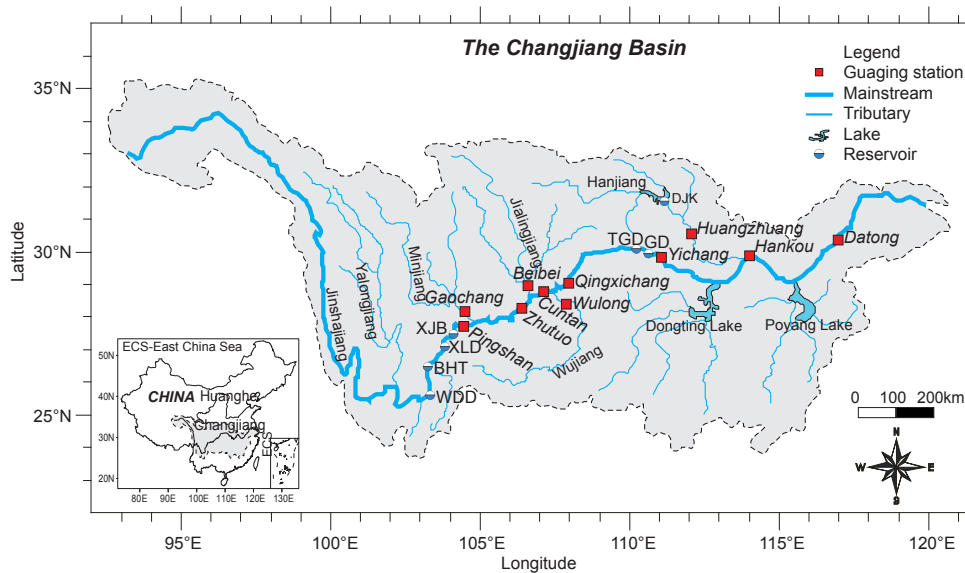 The Changjiang Basin
Legend
Guaging station
Mainstream
Tributary
Lake
Reservoir
35°N
30°N
25°N
Latitude
95°E
100°E
105°E
110°E
115°E
120°E
Longitude
Jinshajiang
Yalongjiang
Minjiang
Jialingjiang
Hanjiang
DJK
TGD
GD
Yichang
Huangzhuang
Hankou
Datong
Beibei
Qingxichang
Gaochang
Cuntan
Wulong
Zhutuo
Pingshan
XJB
XLD
BHT
WDD
Wujiang
Dongting Lake
Poyang Lake
0 100 200km
N
W
E
S
ECS-East China Sea
50N
40N
30N
20N
CHINA
Huanghe
Changjiang
ECS
80E
90E
100E
110E
120E
130E